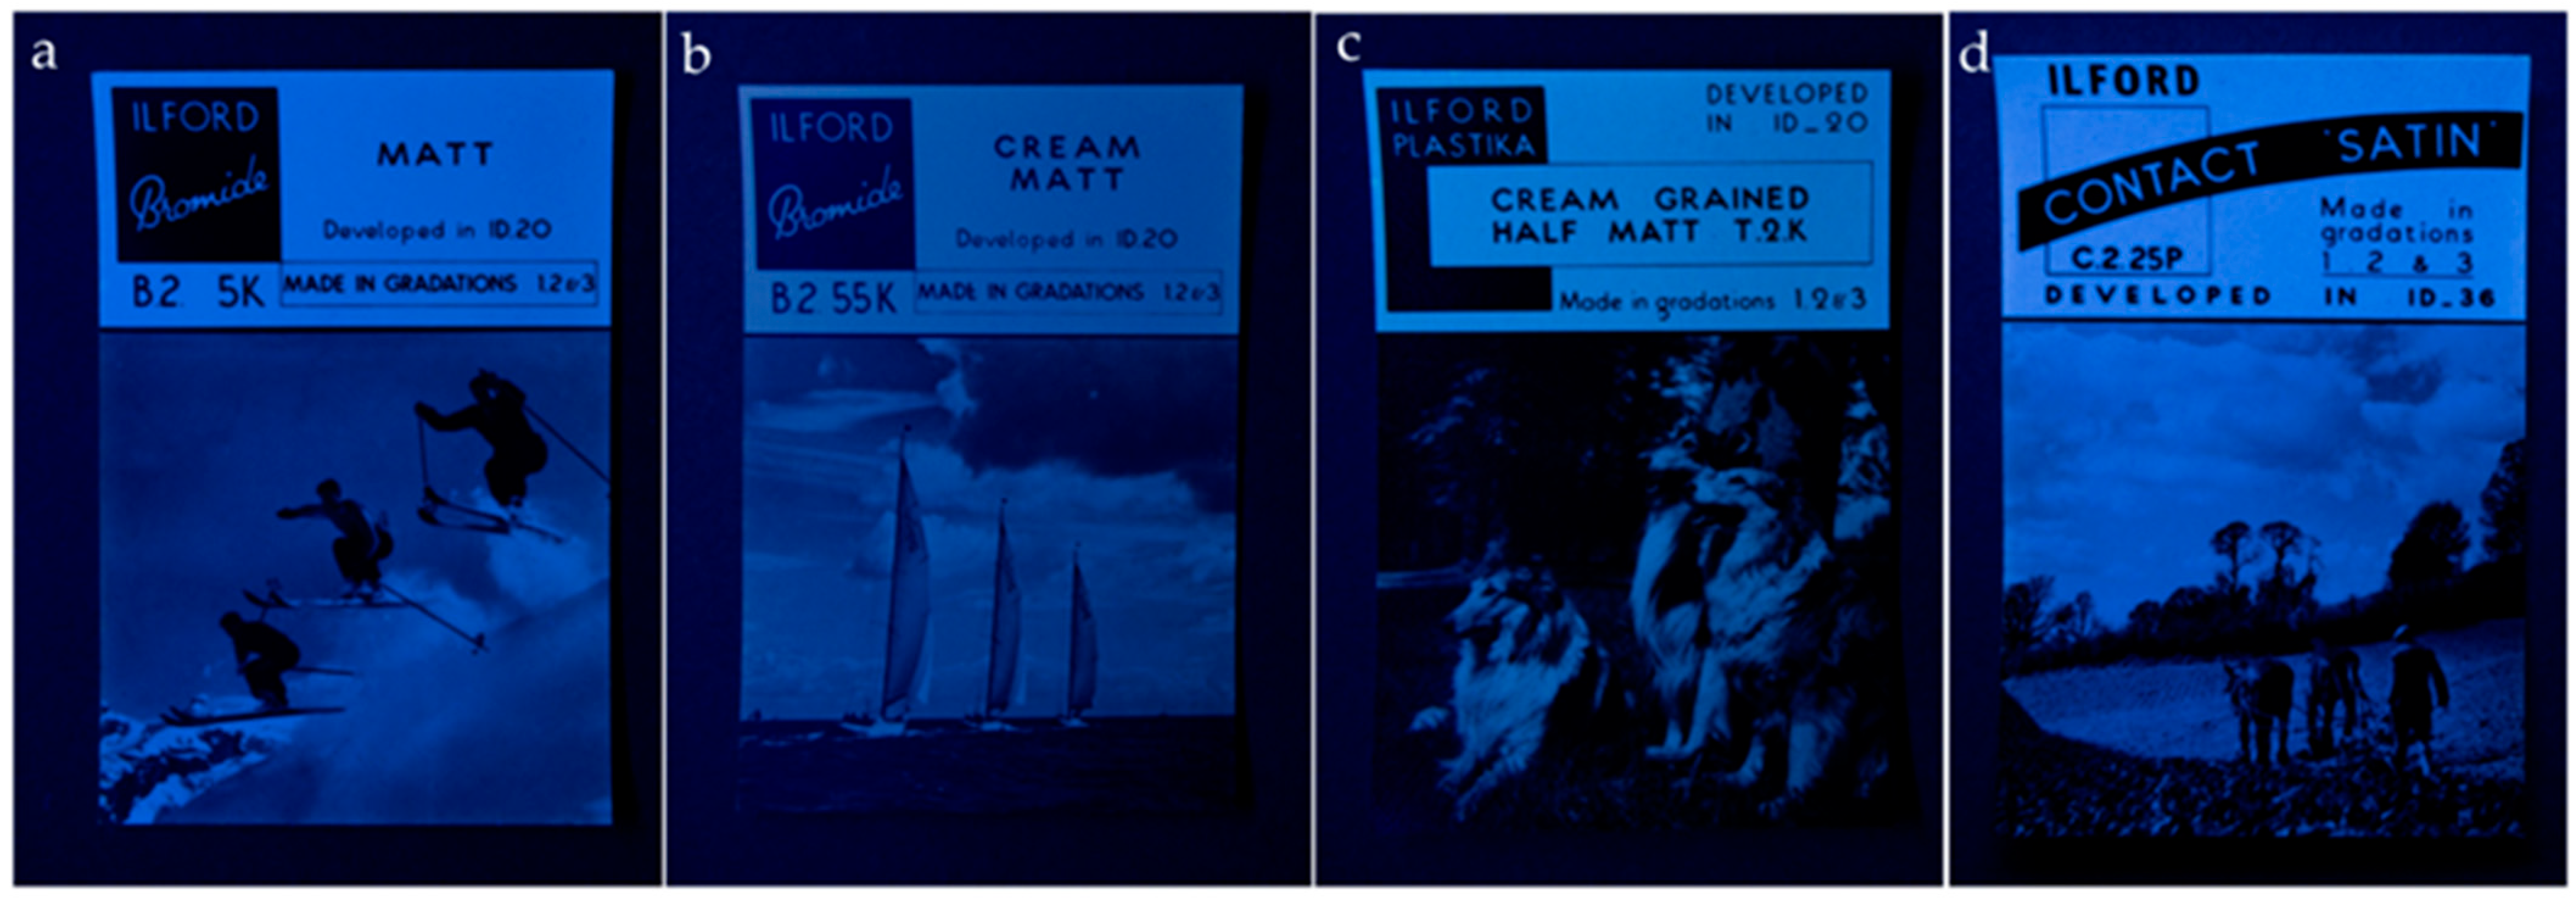 a
ILFORD
Bromide
MATT
Developed in ID.20
B2. 5K
MADE IN GRADATIONS 1.2&3
b
ILFORD
Bromide
CREAM
MATT
Developed in ID.20
B2 55K
MADE IN GRADATIONS 1.2&3
c
ILFORD
PLASTIKA
DEVELOPED
IN ID_20
CREAM GRAINED
HALF MATT T.2.K
Made in gradations 1.2&3
d
ILFORD
CONTACT 'SATIN'
Made in
gradations
1 2 & 3
C.2.25P
DEVELOPED IN ID_36